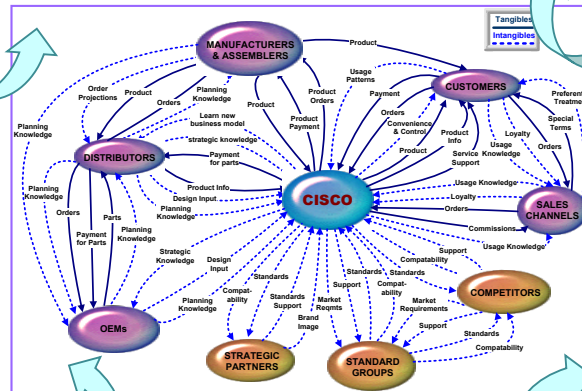 Tangibles
Intangibles
MANUFACTURERS
& ASSEMBLERS
Product
Usage
Patterns
CUSTOMERS
Preferent
Treatme
Order
Projections
Product
Planning
Knowledge
Orders
Payment
Special
Terms
Planning
Knowledge
Learn new
business model
Product
Product
Orders
Product
Payment
Orders
Convenience
& Control
Product
Info
Loyalty
Usage
Knowledge
Orders
strategic knowledge
DISTRIBUTORS
Payment
for parts
Product
Service
Support
Planning
Knowledge
Product Info
Design Input
Planning
Knowledge
CISCO
Usage Knowledge
Loyalty
Orders
Commissions
Usage Knowledge
SALES
CHANNELS
Orders
Parts
Payment
for Parts
Planning
Knowledge
Strategic
Knowledge
Design
Input
Planning
Knowledge
Standards
Compat-
ability
Standards
Support
Brand
Image
Market
Reqmts
Support
Standards
Compat-
ability
Standards
Compatability
Support
Market
Requirements
Support
COMPETITORS
Standards
Compatability
OEMs
STRATEGIC
PARTNERS
STANDARD
GROUPS